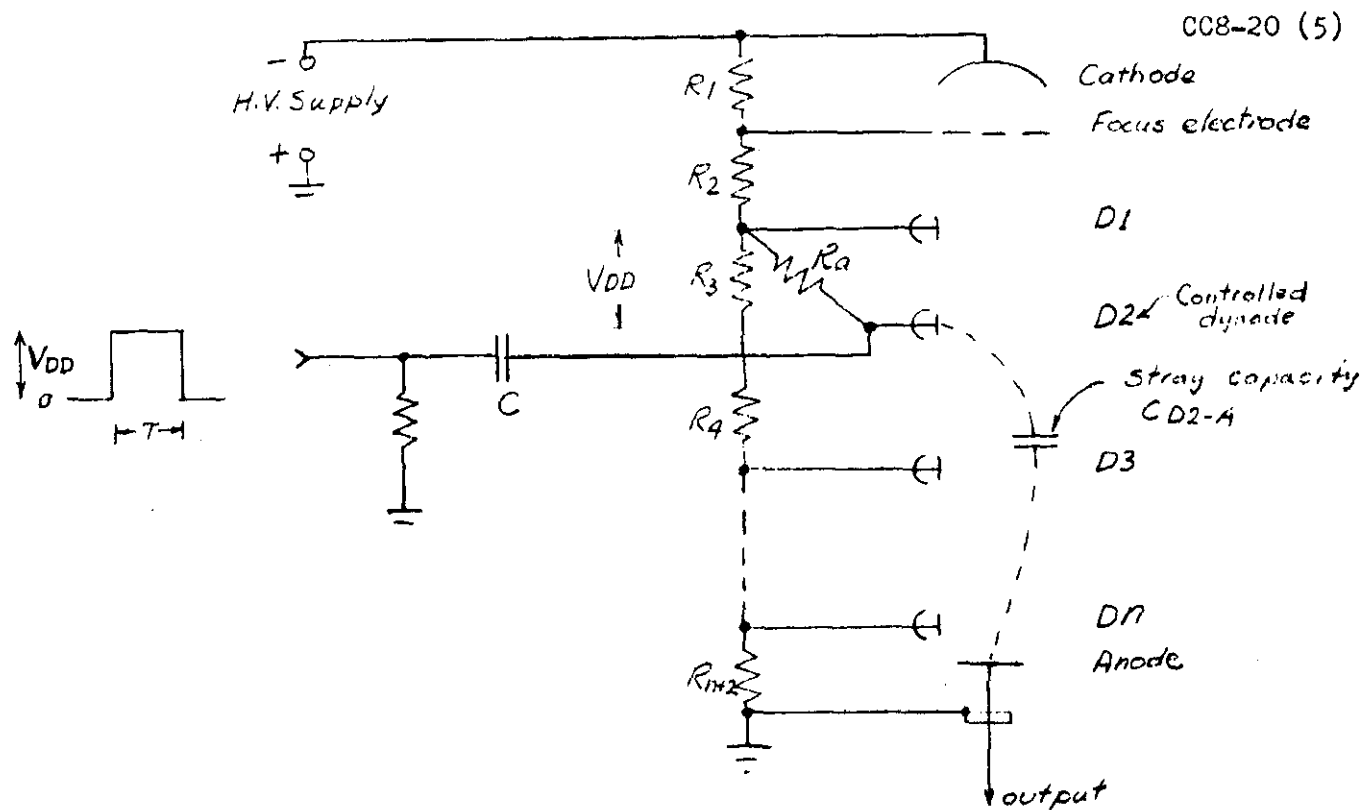 CC8-20 (5)
-
H.V. Supply
+
R1
Cathode
Focus electrode
R2
D1
VDD
R3
Ra
D2 Controlled
dynode
VDD
o
T
C
Stray capacity
CD2-A
R4
D3
Dn
Anode
Rn+2
output